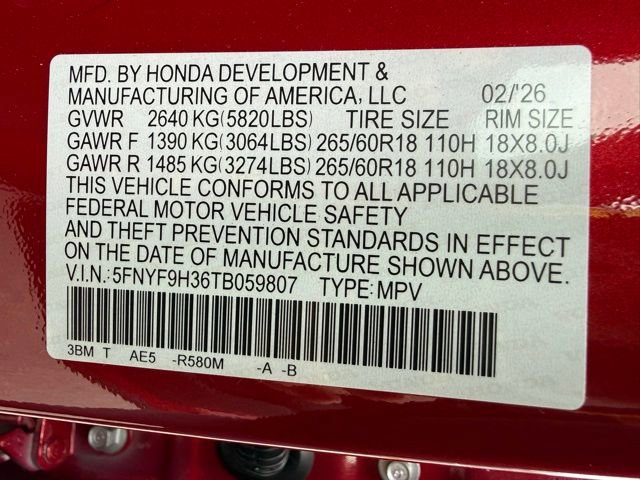 MFD. BY HONDA DEVELOPMENT &
MANUFACTURING OF AMERICA, LLC 02/'26
GVWR 2640 KG(5820LBS) TIRE SIZE RIM SIZE
GAWR F 1390 KG(3064LBS) 265/60R18 110H 18X8.0J
GAWR R 1485 KG(3274LBS) 265/60R18 110H 18X8.0J
THIS VEHICLE CONFORMS TO ALL APPLICABLE
FEDERAL MOTOR VEHICLE SAFETY
AND THEFT PREVENTION STANDARDS IN EFFECT
ON THE DATE OF MANUFACTURE SHOWN ABOVE.
V.I.N.: 5FNYF9H36TB059807 TYPE: MPV
3BM T AE5 -R580M -A -B